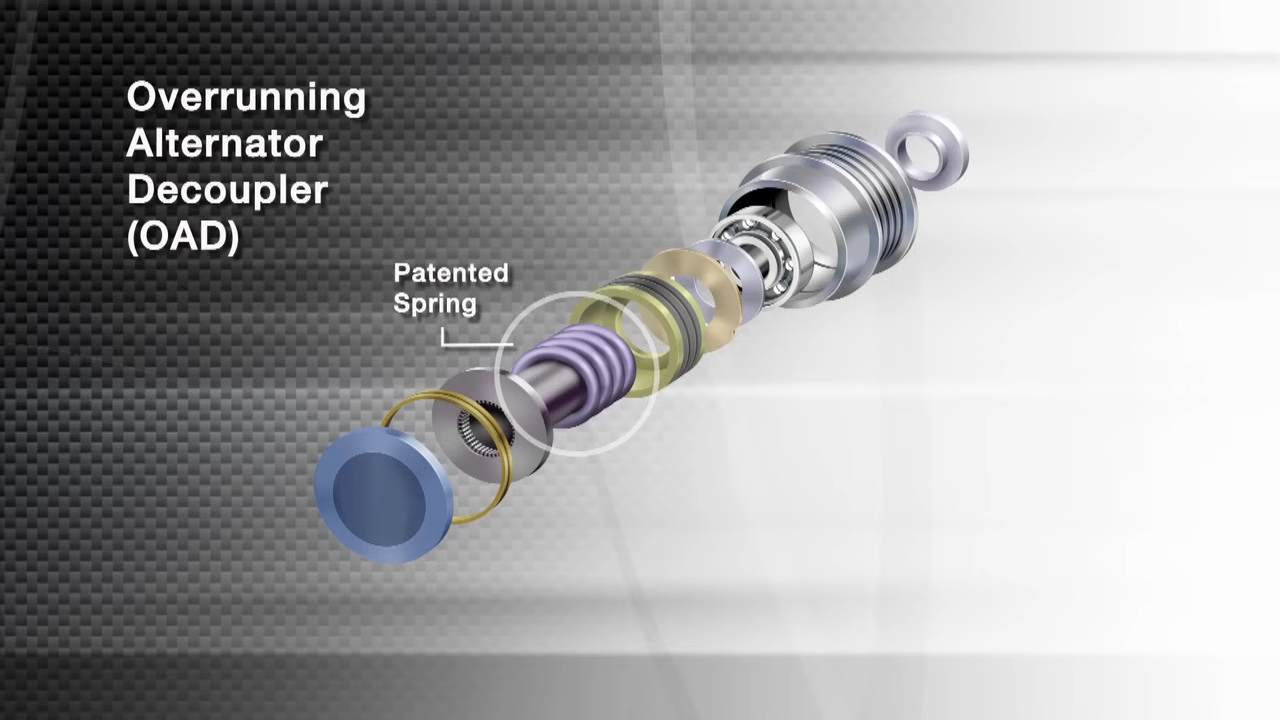 Overrunning
Alternator
Decoupler
(OAD)
Patented
Spring